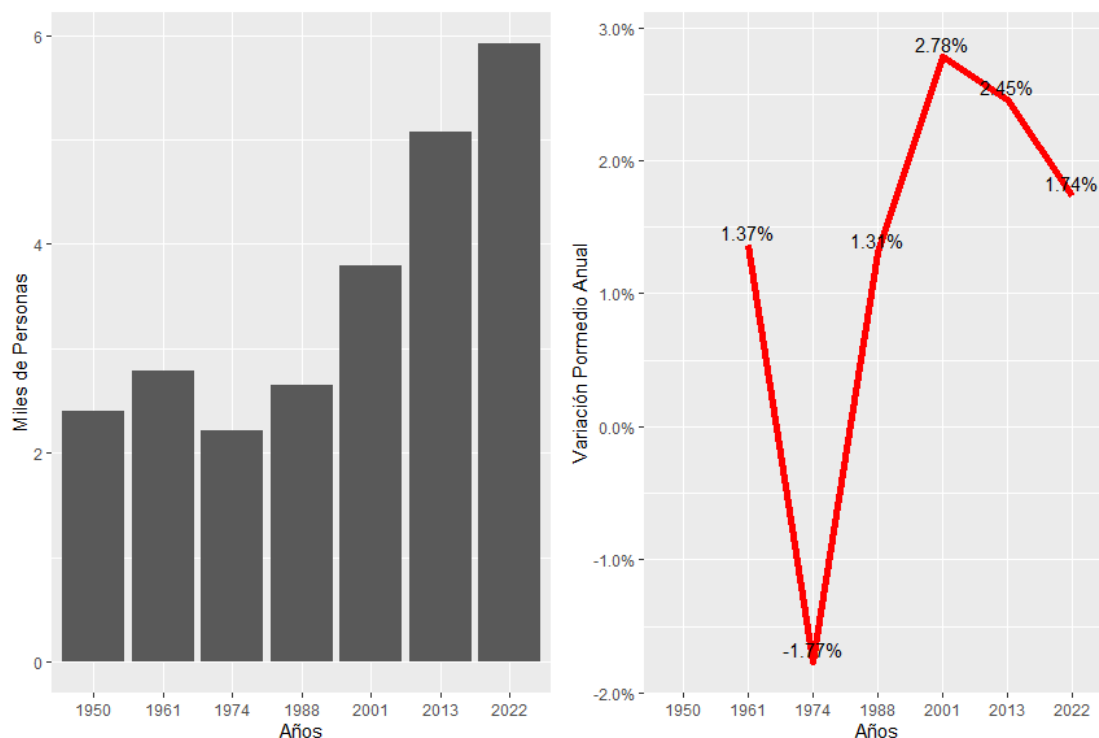 6
4
2
0
Miles de Personas
1950 1961 1974 1988 2001 2013 2022
Años
3.0%
2.0%
1.0%
0.0%
-1.0%
-2.0%
Variación Pormedio Anual
1.37%
-1.77%
1.31%
2.78%
2.45%
1.74%
1950 1961 1974 1988 2001 2013 2022
Años